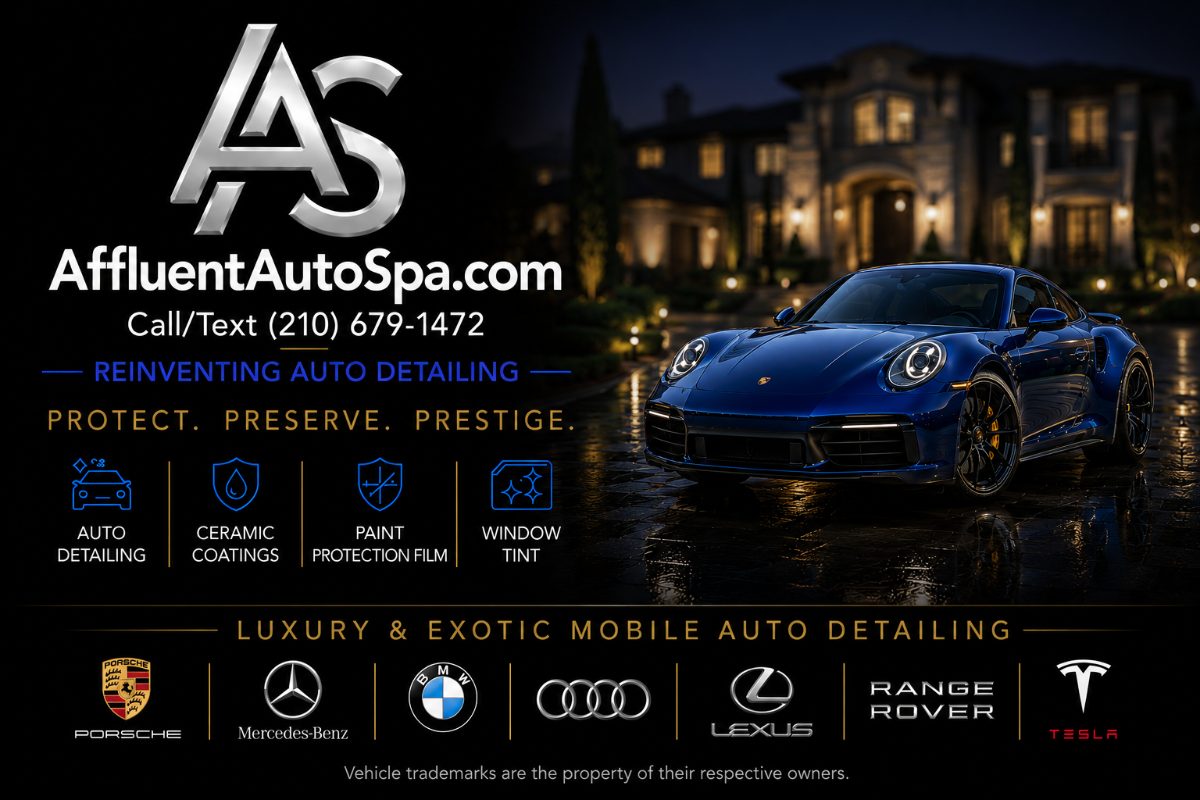 AS
AffluentAutoSpa.com
Call/Text (210) 679-1472
REINVENTING AUTO DETAILING
PROTECT. PRESERVE. PRESTIGE.
AUTO
DETAILING
CERAMIC
COATINGS
PAINT
PROTECTION FILM
WINDOW
TINT
LUXURY & EXOTIC MOBILE AUTO DETAILING
PORSCHE
PORSCHE
Mercedes-Benz
BMW
LEXUS
RANGE
ROVER
TESLA
Vehicle trademarks are the property of their respective owners.